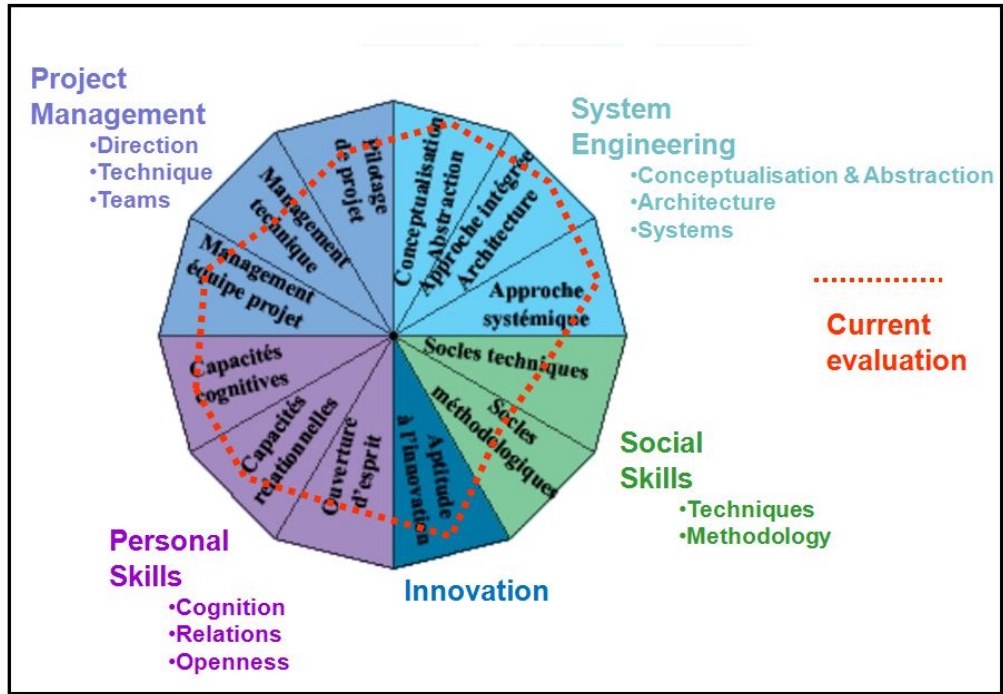 Project
Management
•Direction
•Technique
•Teams
System
Engineering
•Conceptualisation & Abstraction
•Architecture
•Systems
Pilotage
de projet
Management
technique
Management
équipe projet
Conceptualisation
Abstraction
Approche intégrée
Architecture
Approche
systémique
Socles techniques
Socles
méthodologiques
Aptitude
à l'innovation
Ouverture
d'esprit
Capacités
relationnelles
Capacités
cognitives
Current
evaluation
Social
Skills
•Techniques
•Methodology
Innovation
Personal
Skills
•Cognition
•Relations
•Openness